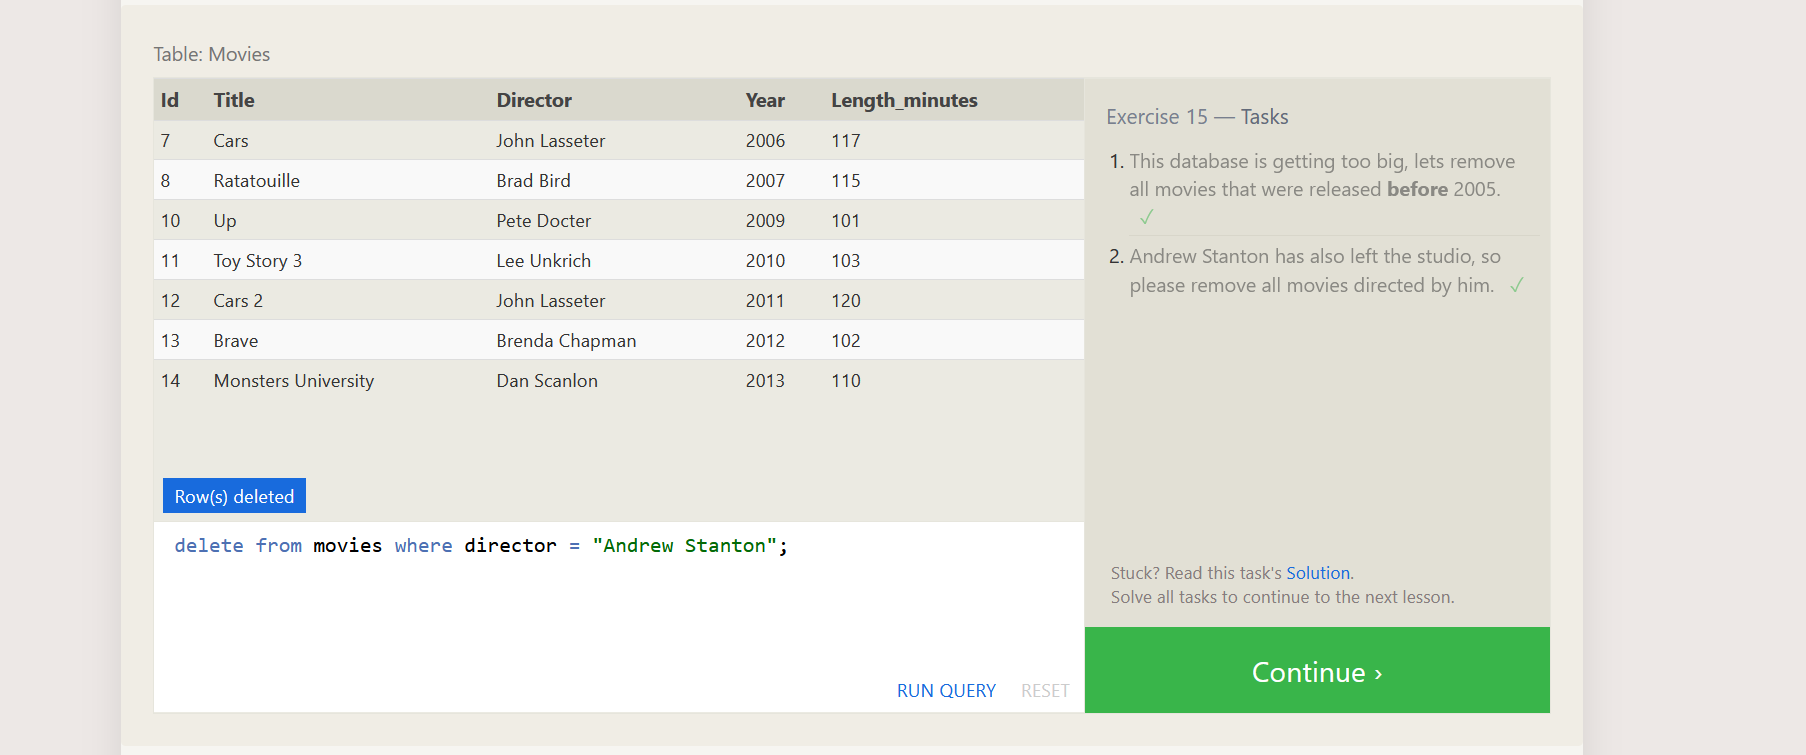 Table: Movies
Id Title Director Year Length_minutes
7 Cars John Lasseter 2006 117
8 Ratatouille Brad Bird 2007 115
10 Up Pete Docter 2009 101
11 Toy Story 3 Lee Unkrich 2010 103
12 Cars 2 John Lasseter 2011 120
13 Brave Brenda Chapman 2012 102
14 Monsters University Dan Scanlon 2013 110
Row(s) deleted
delete from movies where director = "Andrew Stanton";
RUN QUERY RESET
Exercise 15 — Tasks
1. This database is getting too big, lets remove
all movies that were released before 2005.
✓
2. Andrew Stanton has also left the studio, so
please remove all movies directed by him. ✓
Stuck? Read this task's Solution.
Solve all tasks to continue to the next lesson.
Continue ›